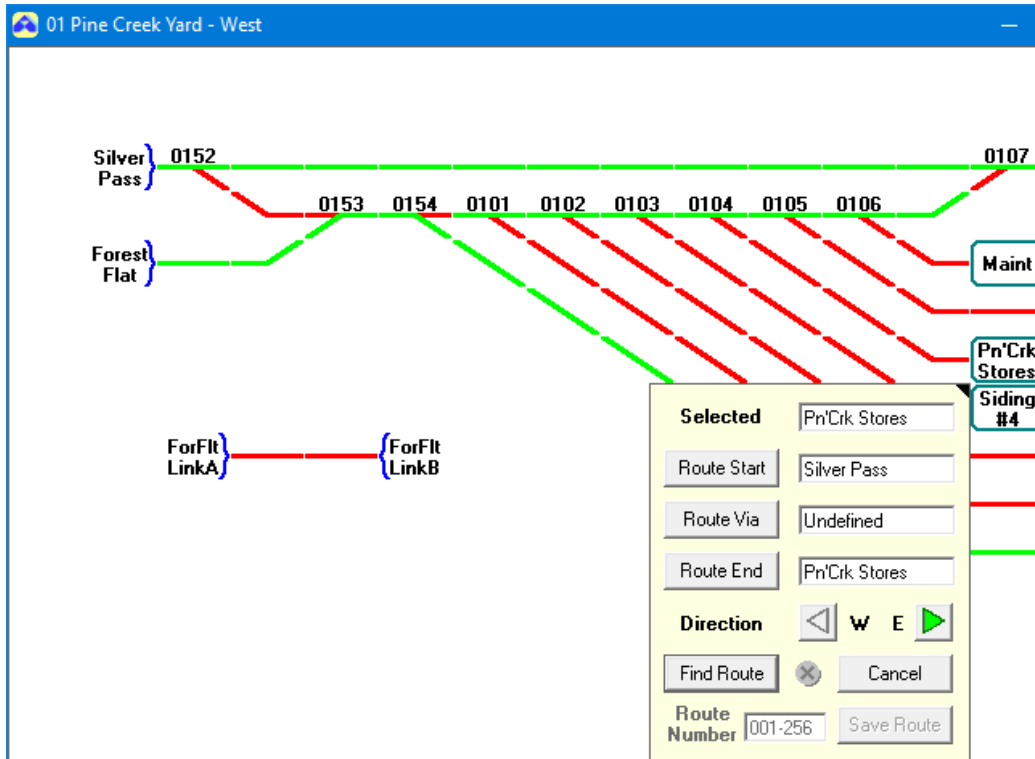 01 Pine Creek Yard - West
Silver
Pass
0152
0107
0153
0154
0101
0102
0103
0104
0105
0106
Forest
Flat
Maint
Pn'Crk
Stores
Siding
#4
ForFlt
LinkA
ForFlt
LinkB
Selected
Pn'Crk Stores
Route Start
Silver Pass
Route Via
Undefined
Route End
Pn'Crk Stores
Direction
W
E
Find Route
Cancel
Route
Number
001-256
Save Route